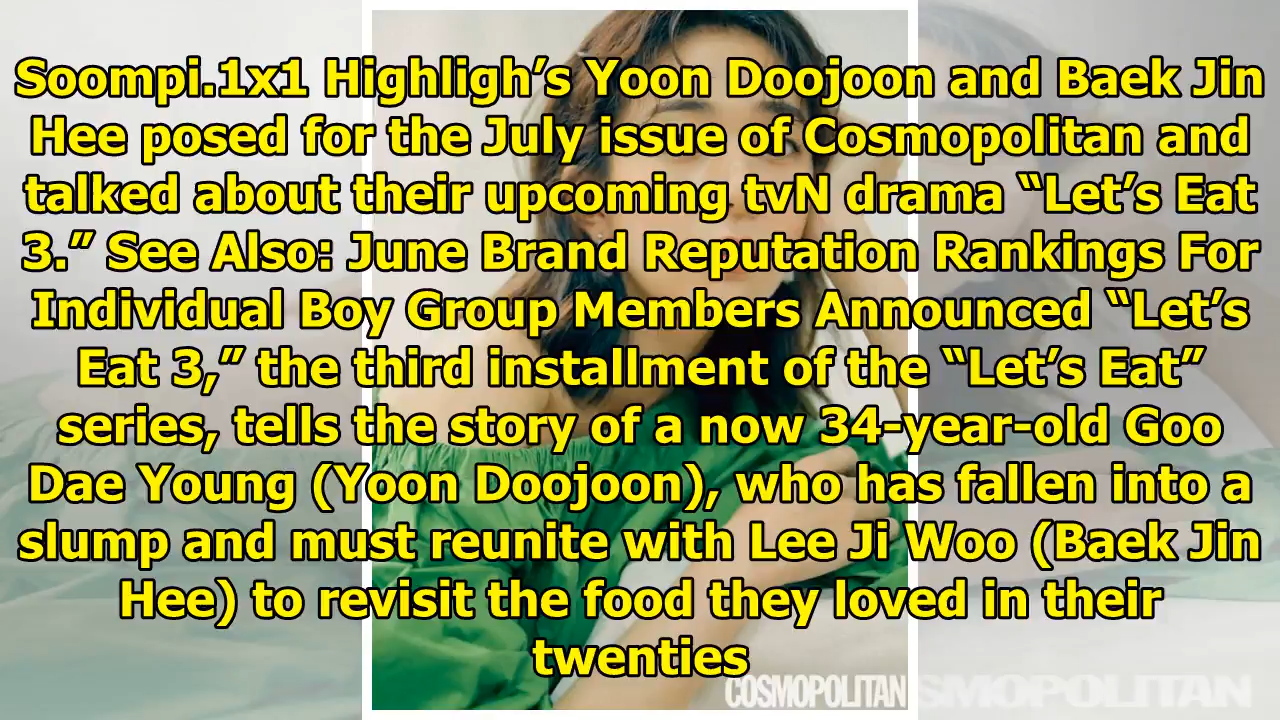 Soompi.1x1 Highligh’s Yoon Doojoon and Baek Jin
Hee posed for the July issue of Cosmopolitan and
talked about their upcoming tvN drama “Let’s Eat
3.” See Also: June Brand Reputation Rankings For
Individual Boy Group Members Announced “Let’s
Eat 3,” the third installment of the “Let’s Eat”
series, tells the story of a now 34-year-old Goo
Dae Young (Yoon Doojoon), who has fallen into a
slump and must reunite with Lee Ji Woo (Baek Jin
Hee) to revisit the food they loved in their
twenties
COSMOPOLITAN
SMOPOLITAN